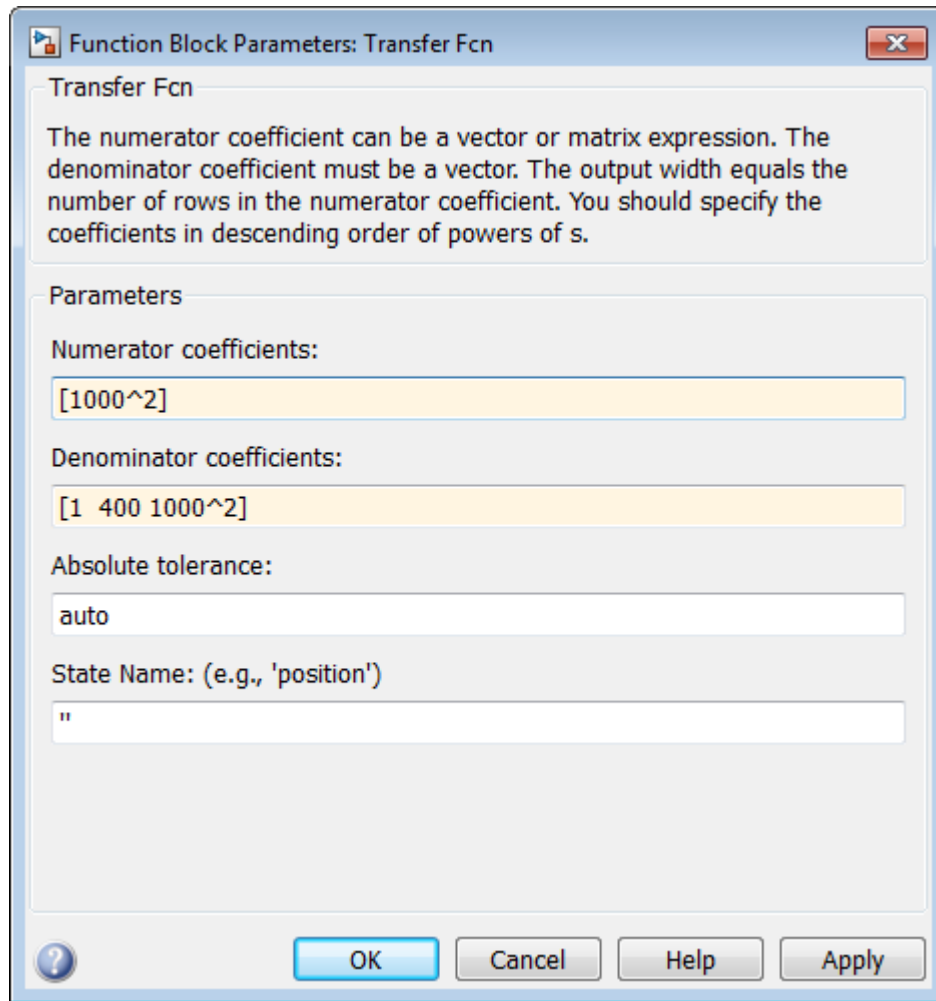 Function Block Parameters: Transfer Fcn
Transfer Fcn
The numerator coefficient can be a vector or matrix expression. The
denominator coefficient must be a vector. The output width equals the
number of rows in the numerator coefficient. You should specify the
coefficients in descending order of powers of s.
Parameters
Numerator coefficients:
[1000^2]
Denominator coefficients:
[1  400 1000^2]
Absolute tolerance:
auto
State Name: (e.g., 'position')
''
OK Cancel Help Apply